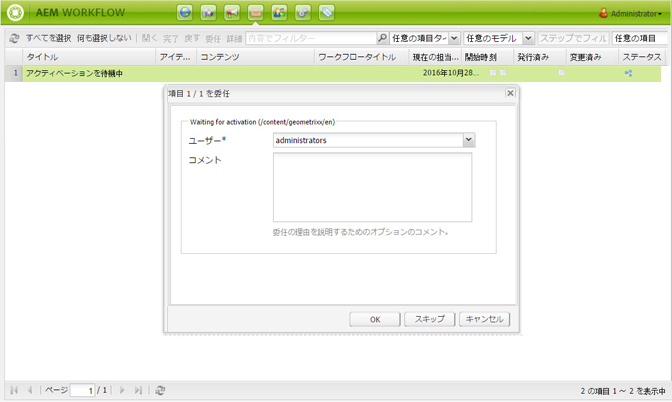 AEM WORKFLOW
Administrator
すべてを選択 何も選択しない 開く 完了 戻す 委任 詳細 内容でフィルター 任意の項目タ- 任意のモデル ステップでフィル 任意の項目
タイトル アイテ... コンテンツ ワークフロータイトル 現在の担当... 開始時刻 発行済み 変更済み ステータス
1 アクティベーションを待機中 2016年10月28...
項目 1 / 1 を委任
Waiting for activation (/content/geometrixx/en)
ユーザー* administrators
コメント
委任の理由を説明するためのオプションのコメント。
OK スキップ キャンセル
ページ 1 / 1 2 の項目 1 ～ 2 を表示中